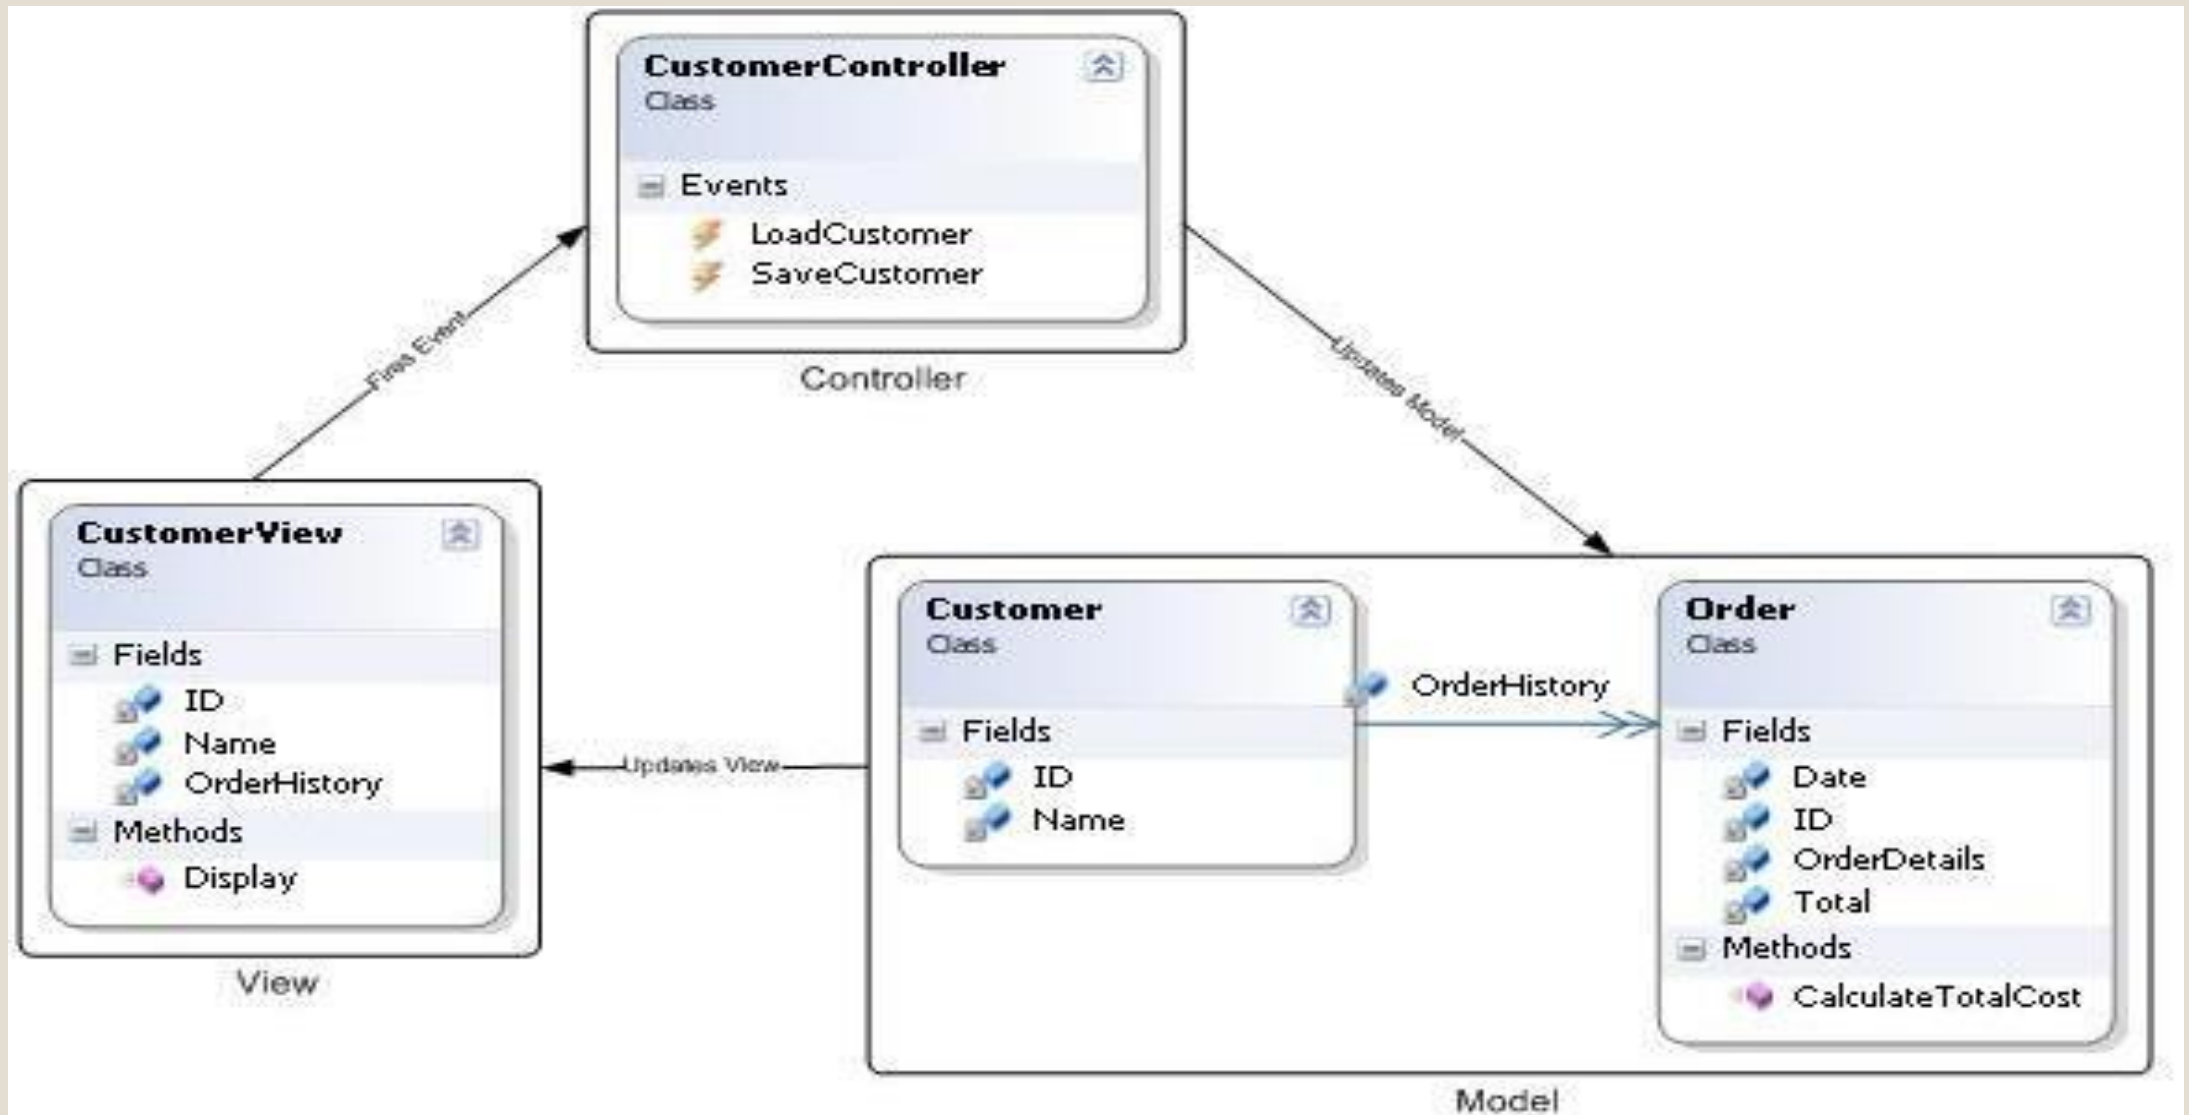 CustomerController
Class
Events
LoadCustomer
SaveCustomer
Controller
Fires Event
Updates Model
CustomerView
Class
Fields
ID
Name
OrderHistory
Methods
Display
View
Updates View
Customer
Class
Fields
ID
Name
OrderHistory
Order
Class
Fields
Date
ID
OrderDetails
Total
Methods
CalculateTotalCost
Model